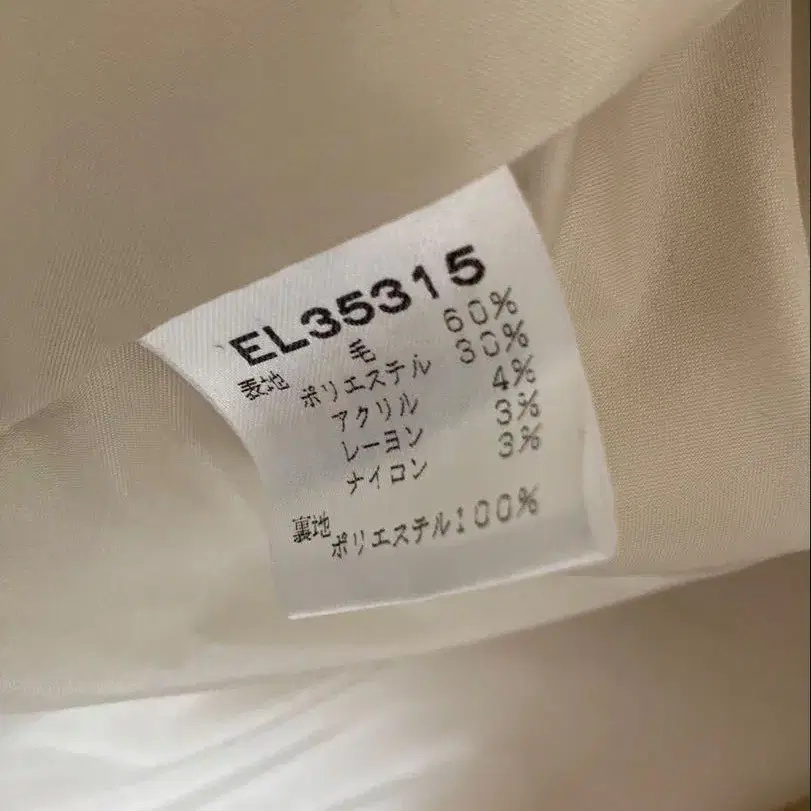 EL35315
表地 毛 60%
ポリエステル 30%
アクリル 4%
レーヨン 3%
ナイロン 3%
裏地 ポリエステル100%